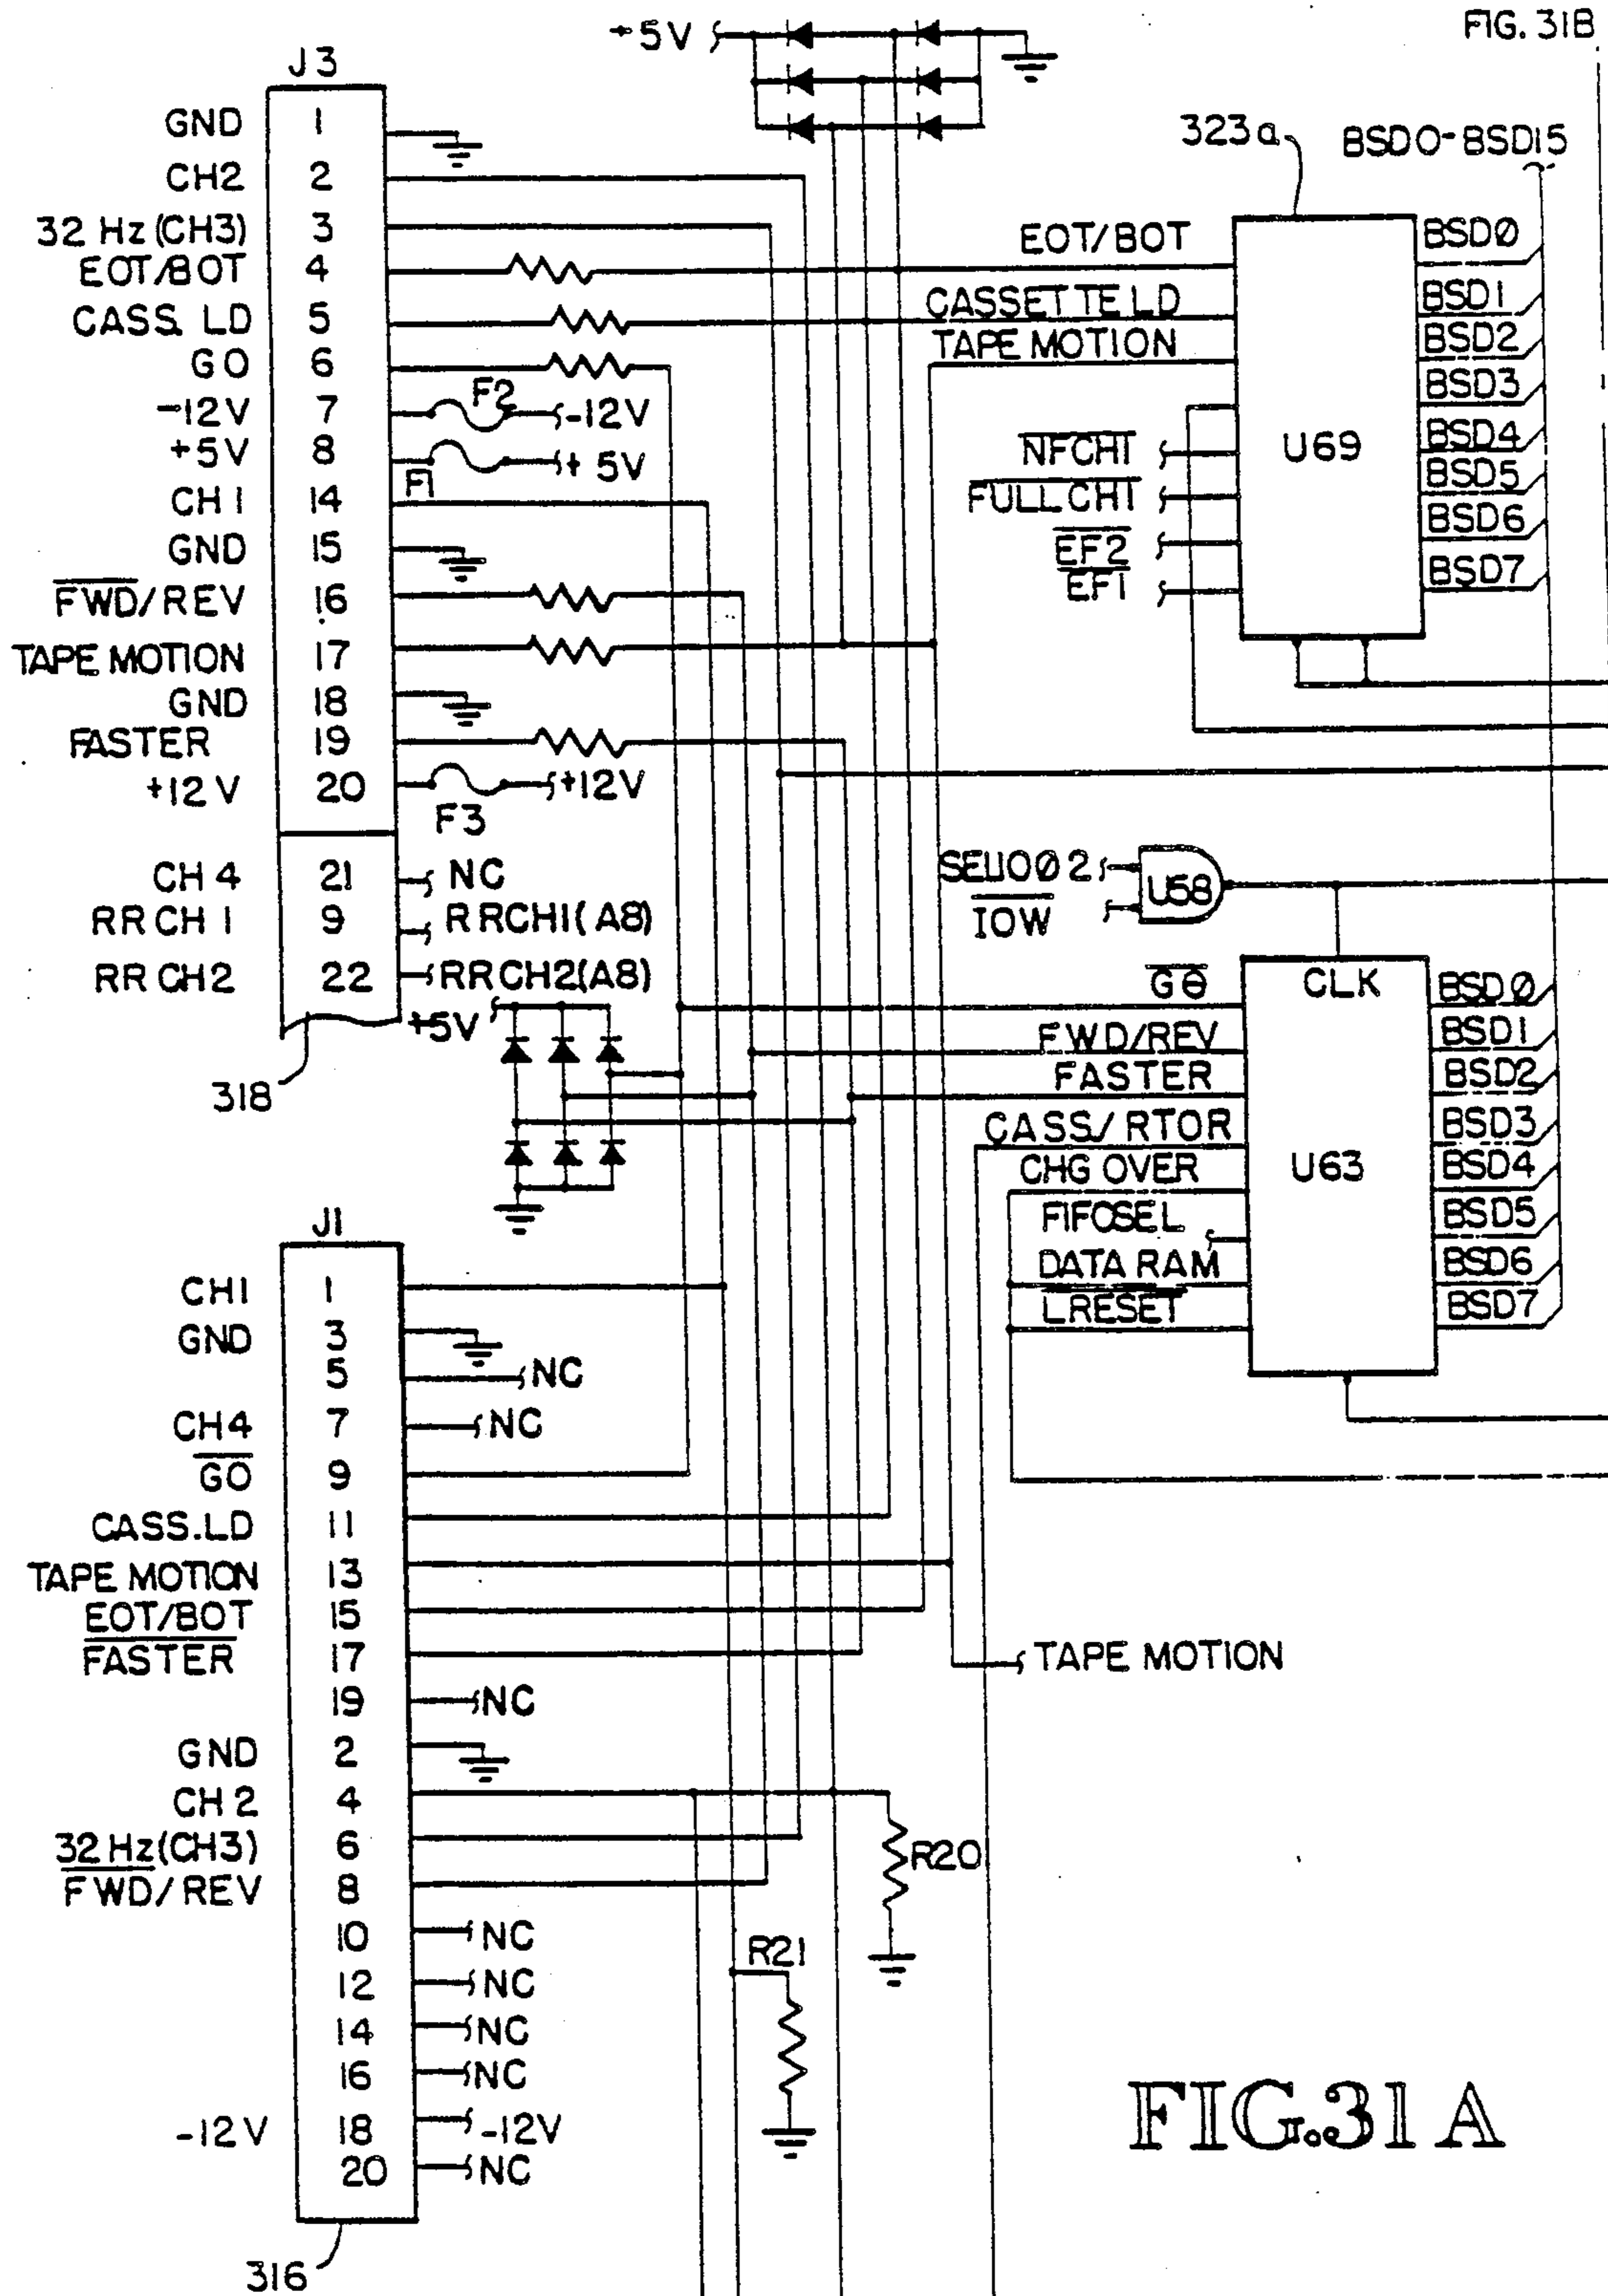 FIG. 31B
+5V
J3
GND 1
CH2 2
32 Hz (CH3) 3
EOT/BOT 4
CASS. LD 5
GO 6
-12V 7 F2 -12V
+5V 8 F1 +5V
CH 1 14
GND 15
FWD/REV 16
TAPE MOTION 17
GND 18
FASTER 19
+12V 20 F3 +12V
CH 4 21 NC
RR CH 1 9 RRCH1(A8)
RR CH2 22 RRCH2(A8)
318
+5V
323a
BSD0-BSD15
EOT/BOT
CASSETTE LD
TAPE MOTION
NFCH1
FULLCH1
EF2
EF1
U69
BSD0
BSD1
BSD2
BSD3
BSD4
BSD5
BSD6
BSD7
IOW
U58
GO
FWD/REV
FASTER
CASS/RTOR
CHG OVER
FIFOSEL
DATA RAM
LRESET
CLK
U63
BSDØ
BSD1
BSD2
BSD3
BSD4
BSD5
BSD6
BSD7
J1
CH1 1
GND 3
5 NC
CH4 7 NC
GO 9
CASS.LD 11
TAPE MOTION 13
EOT/BOT 15
FASTER 17
19 NC
TAPE MOTION
GND 2
CH 2 4
32 Hz (CH3) 6
FWD/REV 8
10 NC
12 NC
14 NC
16 NC
-12V 18 -12V
20 NC
R20
R21
316
FIG.31 A